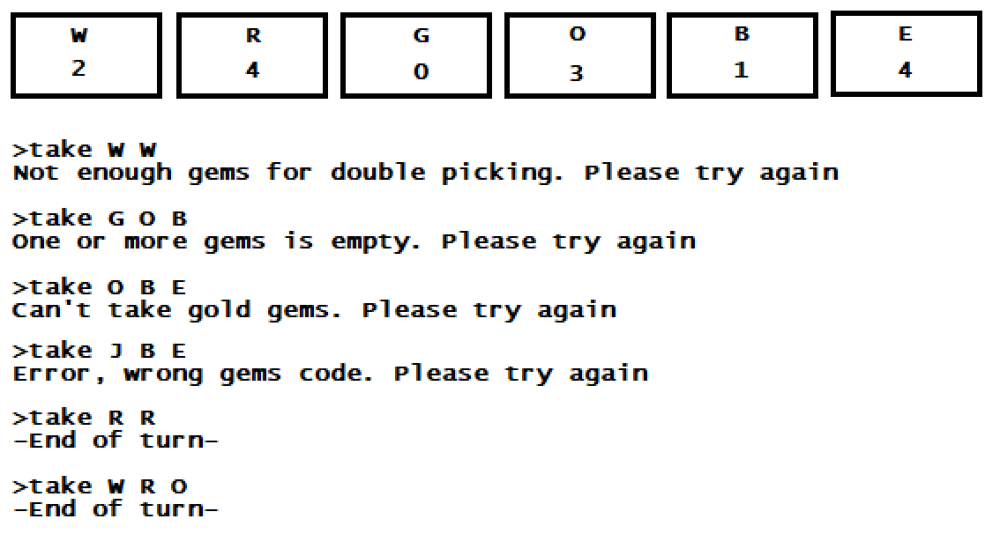 W R G O B E
2 4 0 3 1 4
>take W W
Not enough gems for double picking. Please try again
>take G O B
One or more gems is empty. Please try again
>take O B E
Can't take gold gems. Please try again
>take J B E
Error, wrong gems code. Please try again
>take R R
-End of turn-
>take W R O
-End of turn-